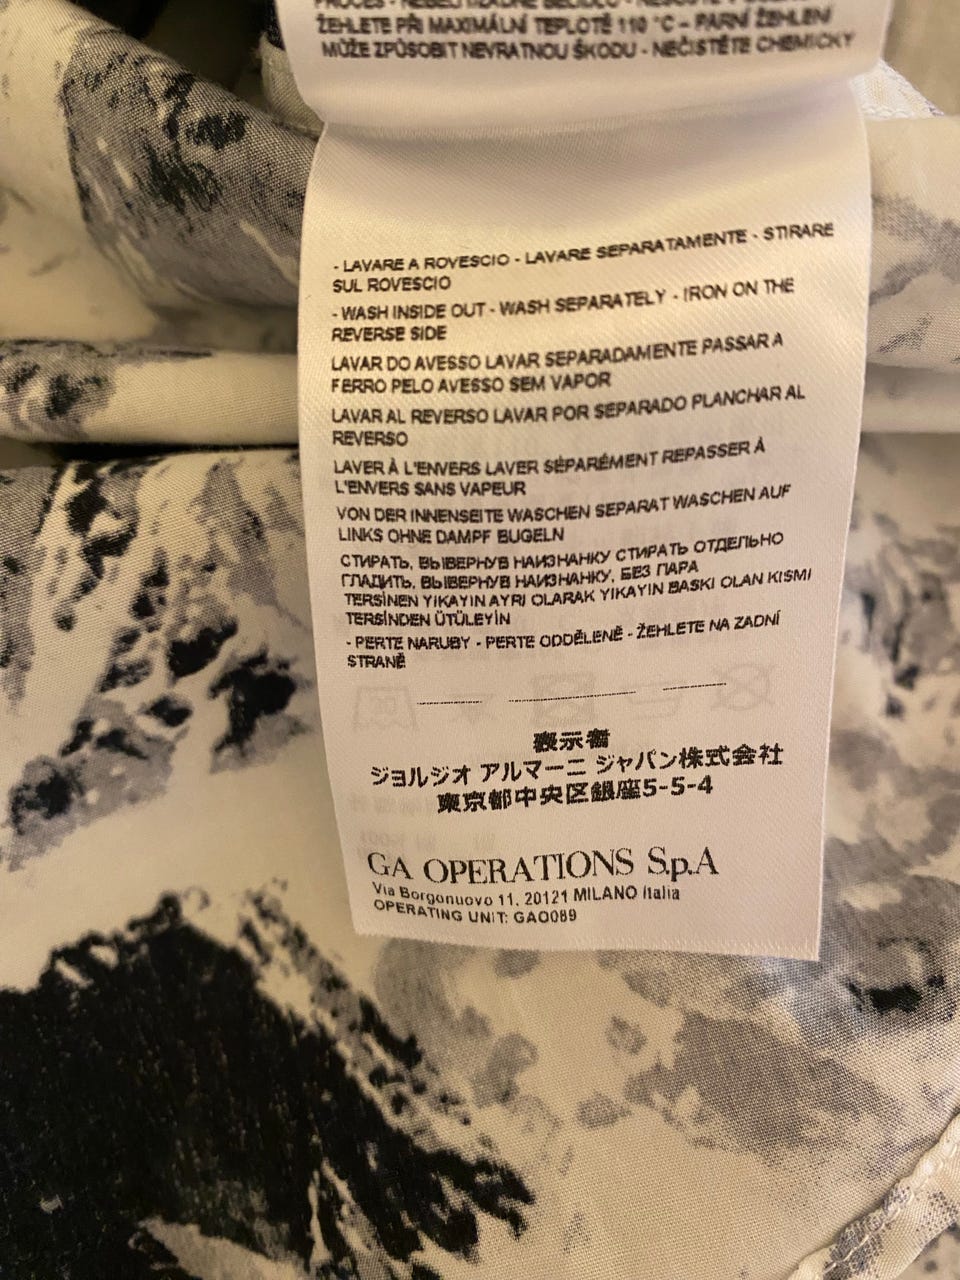 ŽEHLETE PŘI MAXIMÁLNÍ TEPLOTĚ 110 °C – PARNÍ ŽEHLENÍ
MŮŽE ZPŮSOBIT NEVRATNOU ŠKODU - NEČISTĚTE CHEMICKY
- LAVARE A ROVESCIO - LAVARE SEPARATAMENTE - STIRARE
SUL ROVESCIO
- WASH INSIDE OUT - WASH SEPARATELY - IRON ON THE
REVERSE SIDE
LAVAR DO AVESSO LAVAR SEPARADAMENTE PASSAR A
FERRO PELO AVESSO SEM VAPOR
LAVAR AL REVERSO LAVAR POR SEPARADO PLANCHAR AL
REVERSO
LAVER À L'ENVERS LAVER SÉPARÉMENT REPASSER À
L'ENVERS SANS VAPEUR
VON DER INNENSEITE WASCHEN SEPARAT WASCHEN AUF
LINKS OHNE DAMPF BUGELN
СТИРАТЬ, ВЫВЕРНУВ НАИЗНАНКУ СТИРАТЬ ОТДЕЛЬНО
ГЛАДИТЬ, ВЫВЕРНУВ НАИЗНАНКУ, БЕЗ ПАРА
TERSİNEN YIKAYIN AYRI OLARAK YIKAYIN BASKI OLAN KISMI
TERSİNDEN ÜTÜLEYİN
- PERTE NARUBY - PERTE ODDĚLENĚ - ŽEHLETE NA ZADNÍ
STRANĚ
表示者
ジョルジオ アルマーニ ジャパン株式会社
東京都中央区銀座5-5-4
GA OPERATIONS S.p.A
Via Borgonuovo 11, 20121 MILANO Italia
OPERATING UNIT: GAO089